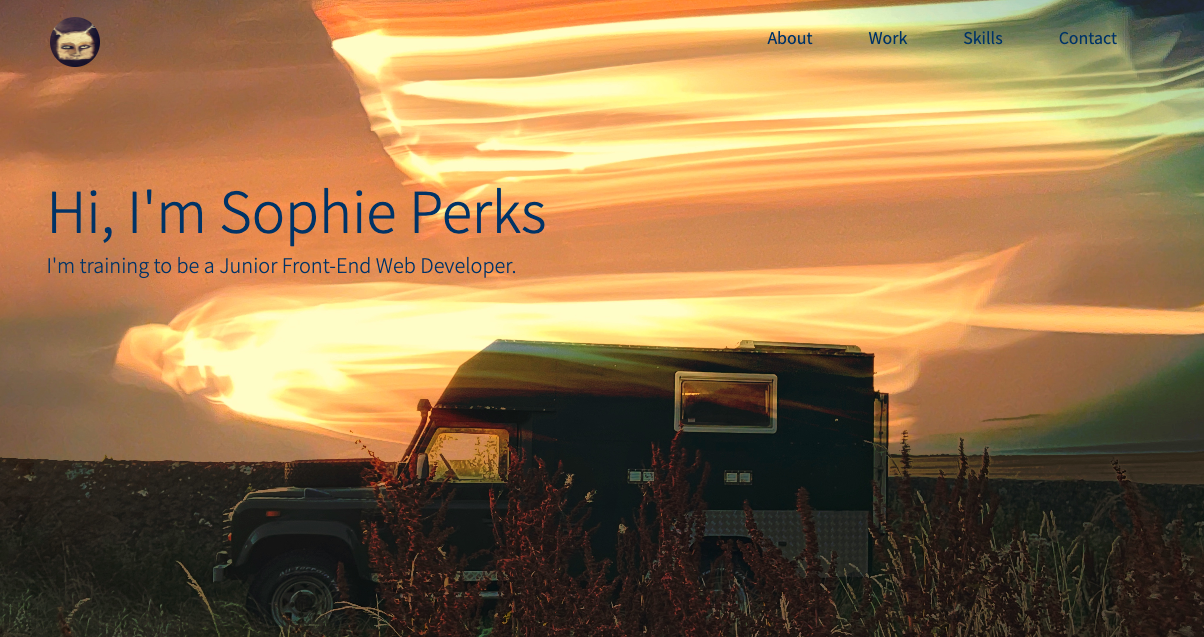 About Work Skills Contact
Hi, I'm Sophie Perks
I'm training to be a Junior Front-End Web Developer.